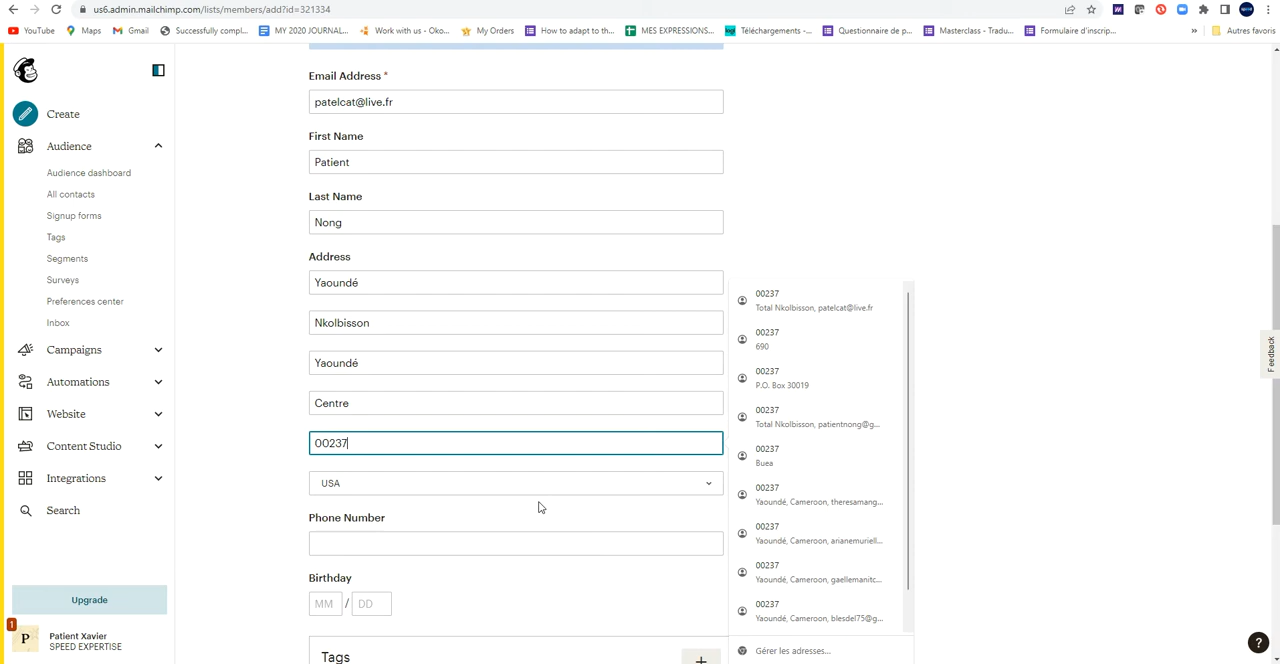 us6.admin.mailchimp.com/lists/members/add?id=321334
YouTube Maps Gmail Successfully compl... MY 2020 JOURNAL... Work with us - Oko... My Orders How to adapt to th... MES EXPRESSIONS... Téléchargements -... Questionnaire de p... Masterclass - Tradu... Formulaire d'inscrip... » Autres favoris
Create
Audience
Audience dashboard
All contacts
Signup forms
Tags
Segments
Surveys
Preferences center
Inbox
Campaigns
Automations
Website
Content Studio
Integrations
Search
Upgrade
1
P
Patient Xavier
SPEED EXPERTISE
Email Address *
patelcat@live.fr
First Name
Patient
Last Name
Nong
Address
Yaoundé
Nkolbisson
Yaoundé
Centre
00237
USA
Phone Number
Birthday
MM / DD
Tags
+
00237
Total Nkolbisson, patelcat@live.fr
00237
690
00237
P.O. Box 30019
00237
Total Nkolbisson, patientnong@g...
00237
Buea
00237
Yaoundé, Cameroon, theresamang...
00237
Yaoundé, Cameroon, arianemuriell...
00237
Yaoundé, Cameroon, gaellemanitc...
00237
Yaoundé, Cameroon, blesdel75@g...
Gérer les adresses...
Feedback
?